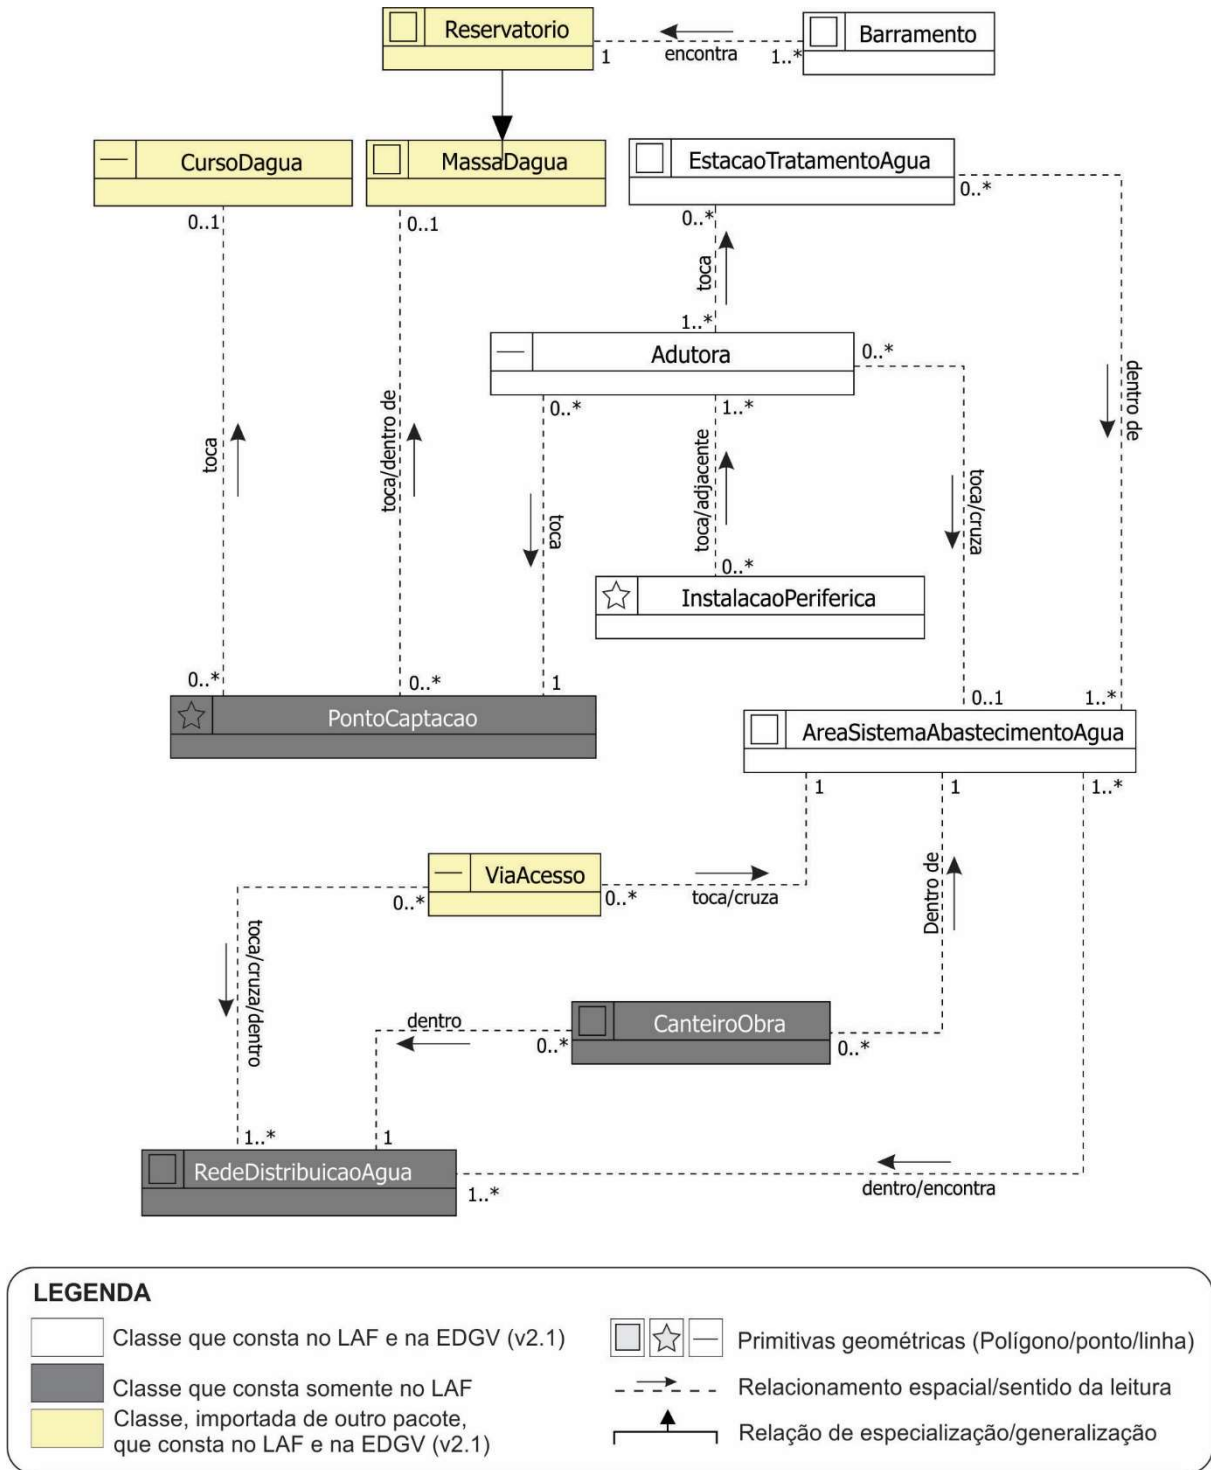 Reservatorio
Barramento
1
encontra
1..*
CursoDagua
MassaDagua
EstacaoTratamentoAgua
0..1
0..1
0..*
0..*
toca
1..*
Adutora
0..*
0..*
1..*
toca
toca/dentro de
toca
toca/adjacente
toca/cruza
dentro de
0..*
InstalacaoPeriferica
0..*
0..*
1
0..1
1..*
PontoCaptacao
AreaSistemaAbastecimentoAgua
1
1
1..*
ViaAcesso
0..*
0..*
toca/cruza
Dentro de
toca/cruza/dentro
dentro
CanteiroObra
0..*
0..*
1..*
1
RedeDistribuicaoAgua
1..*
dentro/encontra
LEGENDA
Classe que consta no LAF e na EDGV (v2.1)
Classe que consta somente no LAF
Classe, importada de outro pacote,
que consta no LAF e na EDGV (v2.1)
Primitivas geométricas (Polígono/ponto/linha)
Relacionamento espacial/sentido da leitura
Relação de especialização/generalização